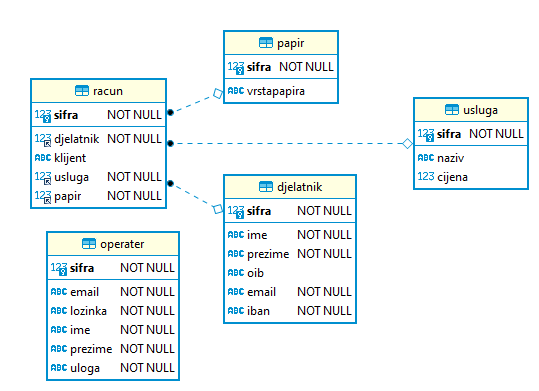 papir
123 sifra NOT NULL
ABC vrstapapira
racun
123 sifra NOT NULL
123 djelatnik NOT NULL
ABC klijent
123 usluga NOT NULL
123 papir NOT NULL
usluga
123 sifra NOT NULL
ABC naziv
123 cijena
djelatnik
123 sifra NOT NULL
ABC ime NOT NULL
ABC prezime NOT NULL
ABC oib
ABC email NOT NULL
ABC iban NOT NULL
operater
123 sifra NOT NULL
ABC email NOT NULL
ABC lozinka NOT NULL
ABC ime NOT NULL
ABC prezime NOT NULL
ABC uloga NOT NULL